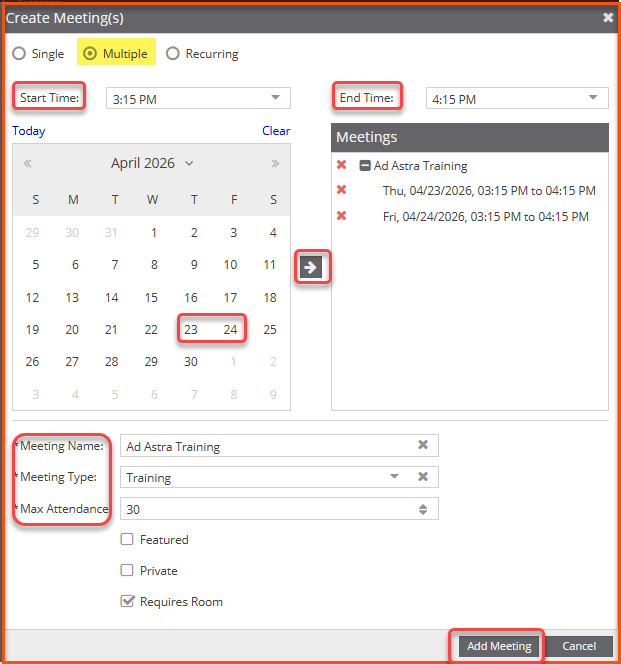 Create Meeting(s)
Single Multiple Recurring
Start Time: 3:15 PM End Time: 4:15 PM
Today Clear
Meetings
« April 2026 »
Ad Astra Training
S M T W T F S
Thu, 04/23/2026, 03:15 PM to 04:15 PM
Fri, 04/24/2026, 03:15 PM to 04:15 PM
29 30 31 1 2 3 4
5 6 7 8 9 10 11
12 13 14 15 16 17 18
19 20 21 22 23 24 25
26 27 28 29 30 1 2
3 4 5 6 7 8 9
*Meeting Name: Ad Astra Training
*Meeting Type: Training
*Max Attendance 30
Featured
Private
Requires Room
Add Meeting Cancel